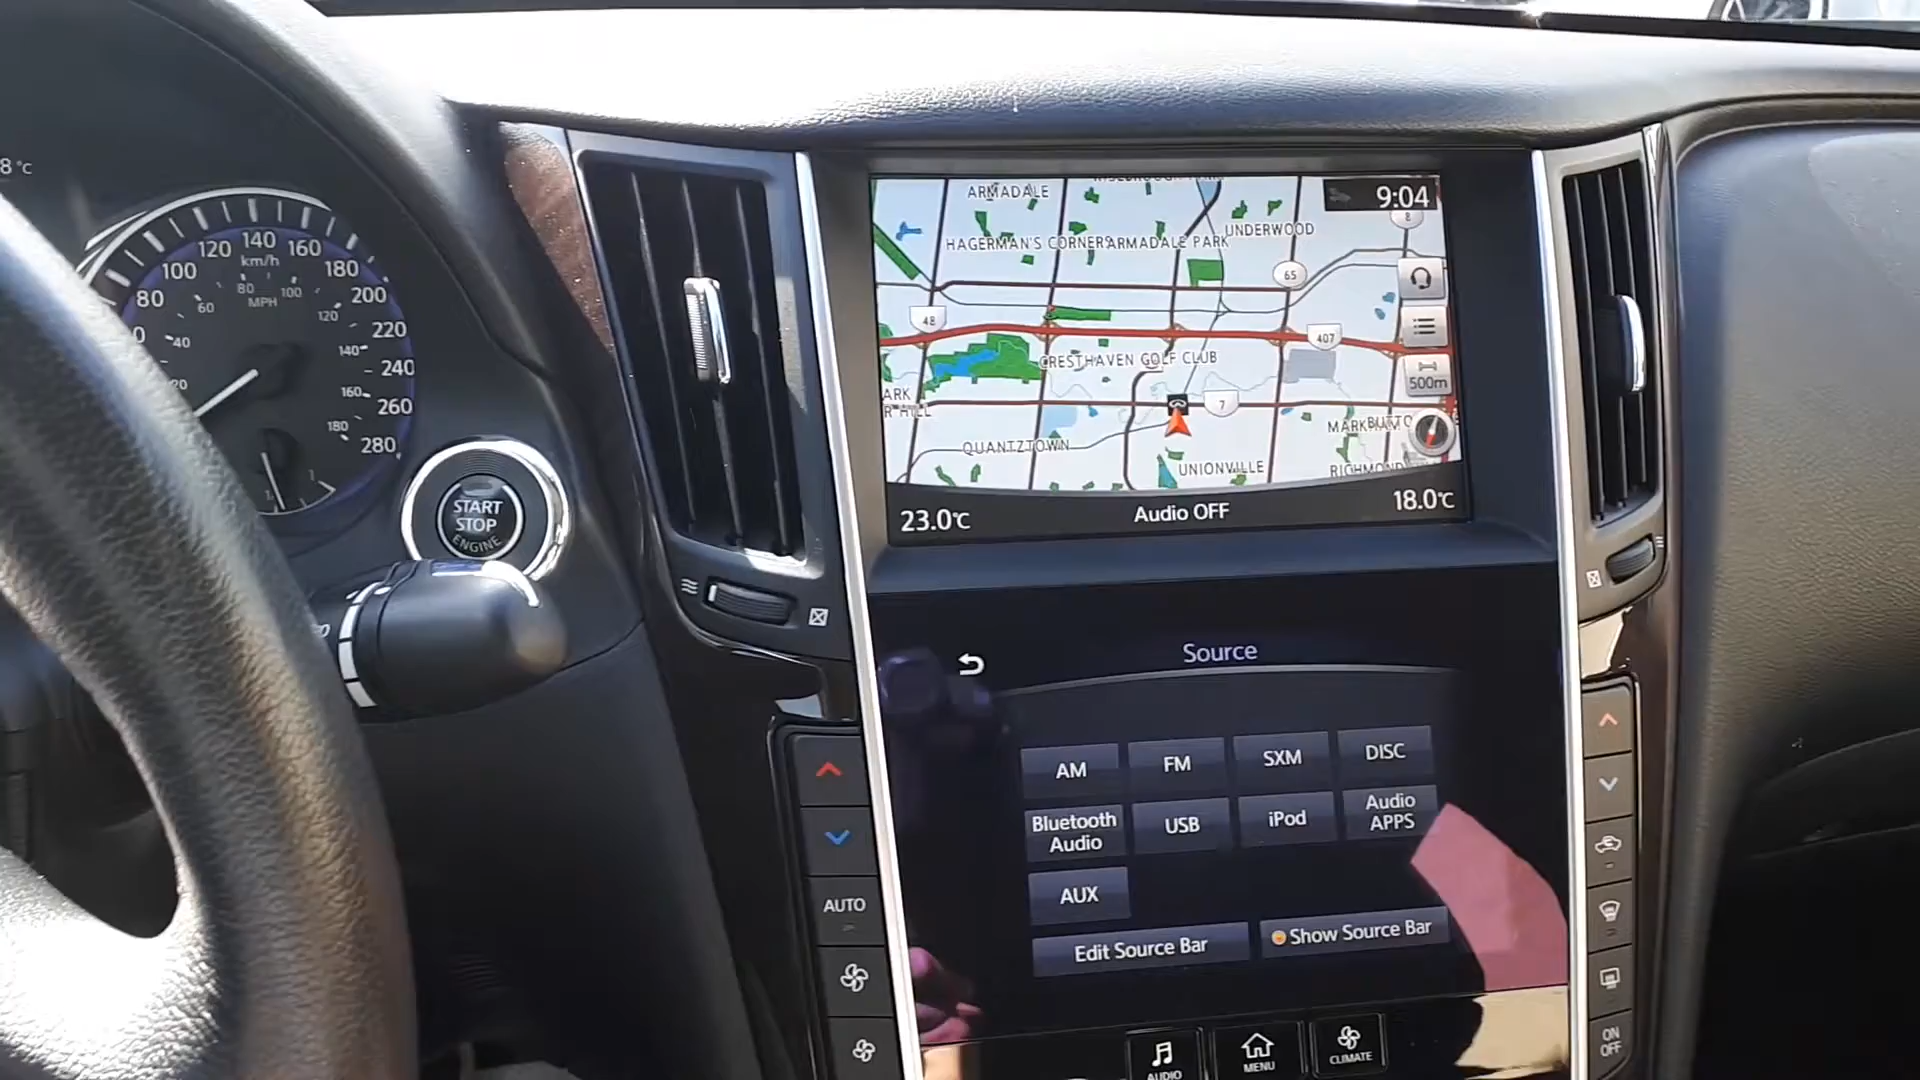 8°C
80
100
120
140
160
180
200
220
240
260
280
km/h
MPH
20
40
60
80
100
120
140
160
180
START
STOP
ENGINE
ARMADALE
9:04
8
HAGERMAN'S CORNERS
ARMADALE PARK
UNDERWOOD
65
48
407
500m
CRESTHAVEN GOLF CLUB
7
QUANTZTOWN
UNIONVILLE
23.0°C
Audio OFF
18.0°C
Source
AM
FM
SXM
DISC
Bluetooth
Audio
USB
iPod
Audio
APPS
AUX
Edit Source Bar
Show Source Bar
AUTO
AUDIO
MENU
CLIMATE
ON
OFF